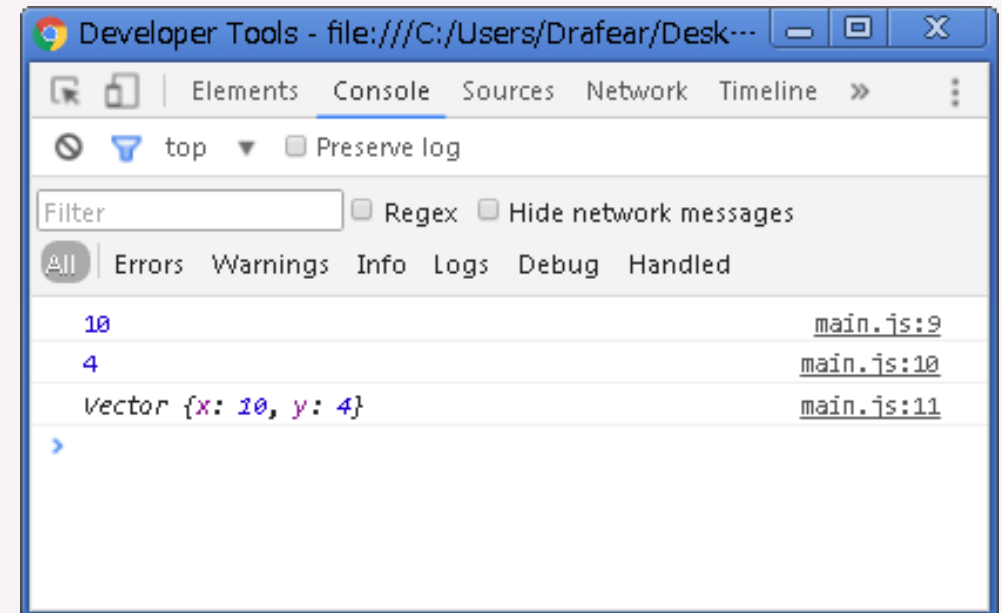 Developer Tools - file:///C:/Users/Drafear/Desk···
Elements Console Sources Network Timeline »
top ▼ Preserve log
Filter Regex Hide network messages
All Errors Warnings Info Logs Debug Handled
10 main.js:9
4 main.js:10
Vector {x: 10, y: 4} main.js:11
>